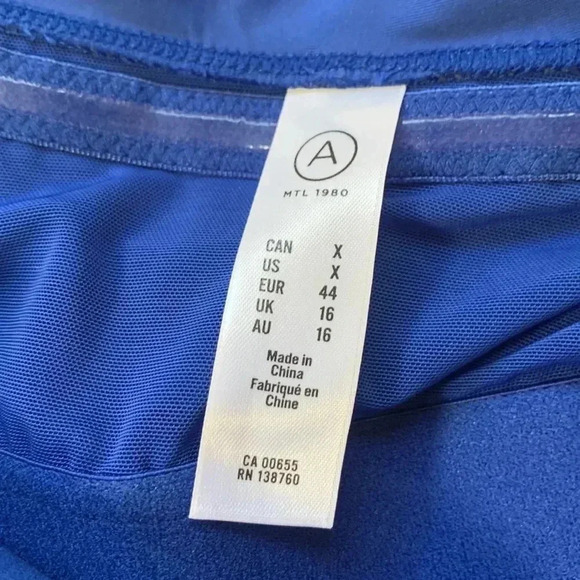 A
MTL 1980
CAN X
US X
EUR 44
UK 16
AU 16
Made in
China
Fabriqué en
Chine
CA 00655
RN 138760